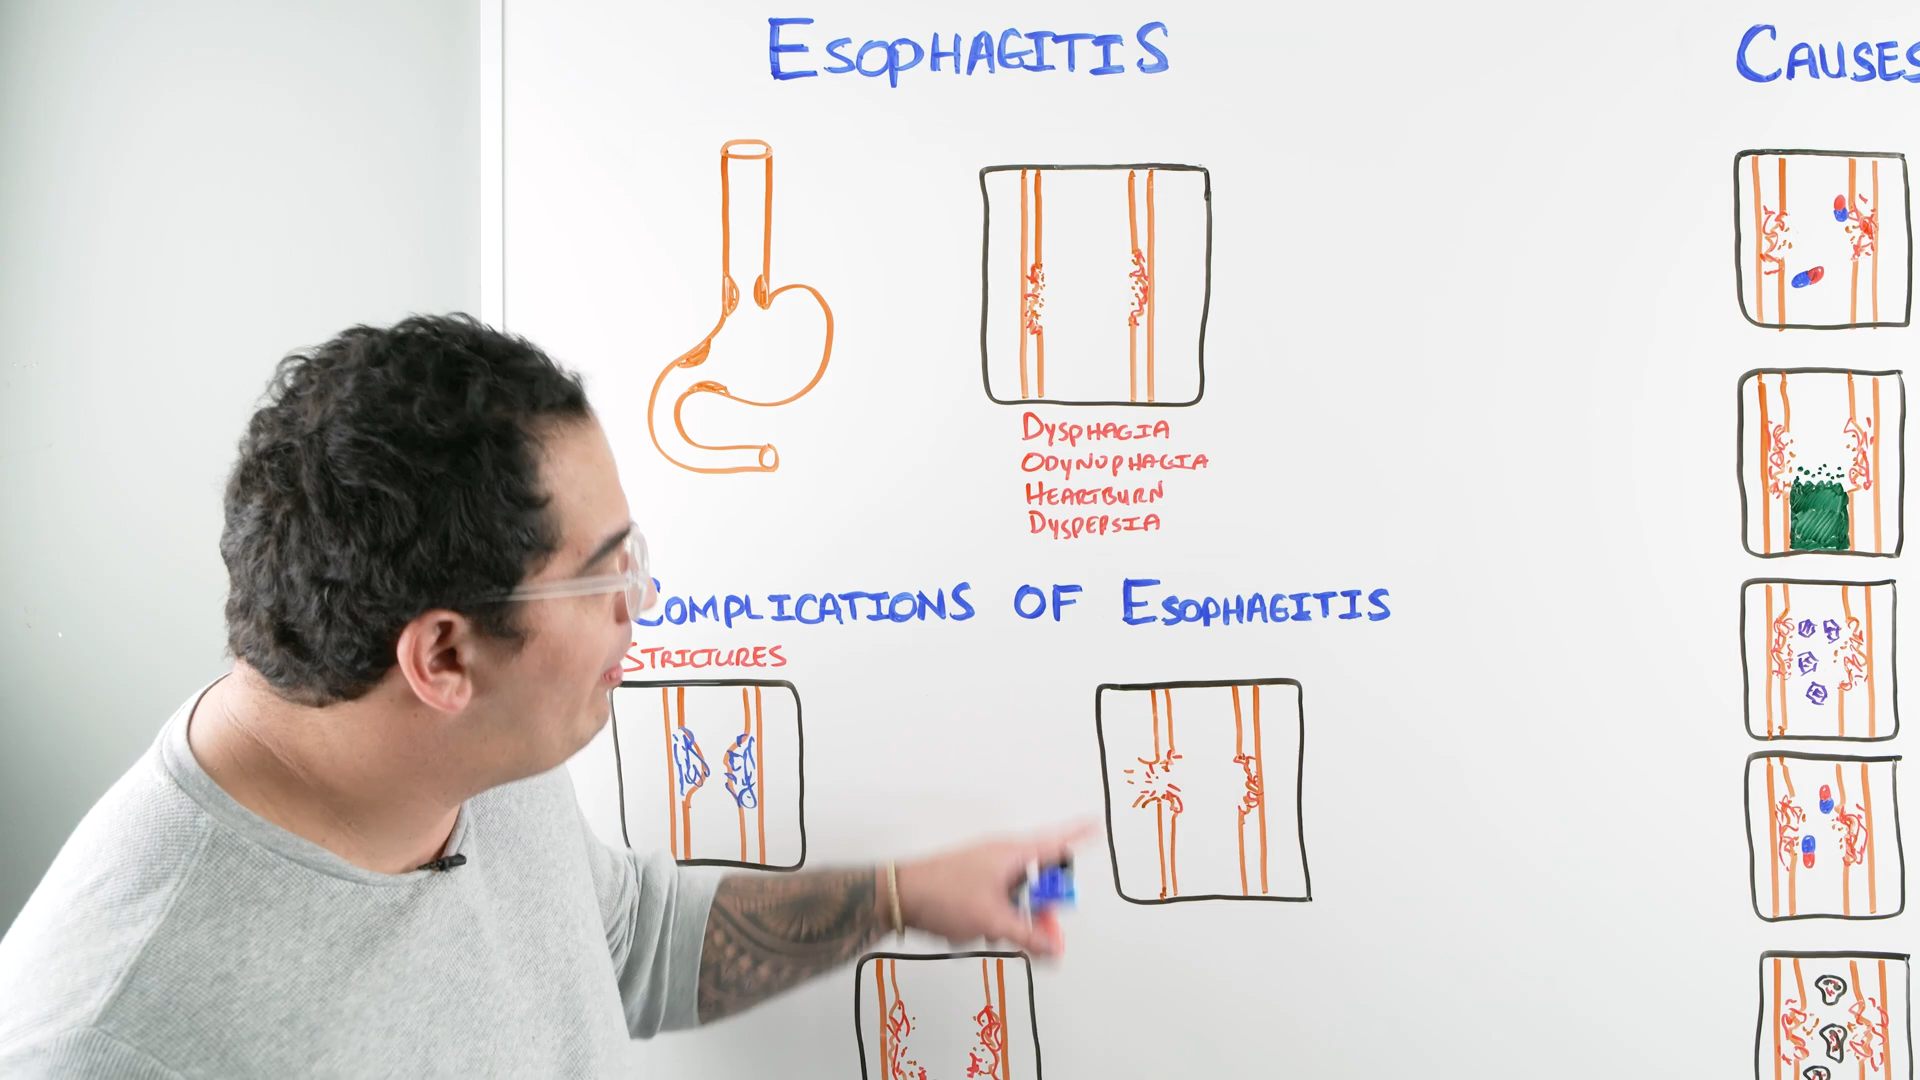 ESOPHAGITIS
CAUSES
DYSPHAGIA
ODYNOPHAGIA
HEARTBURN
DYSPEPSIA
COMPLICATIONS OF ESOPHAGITIS
STRICTURES